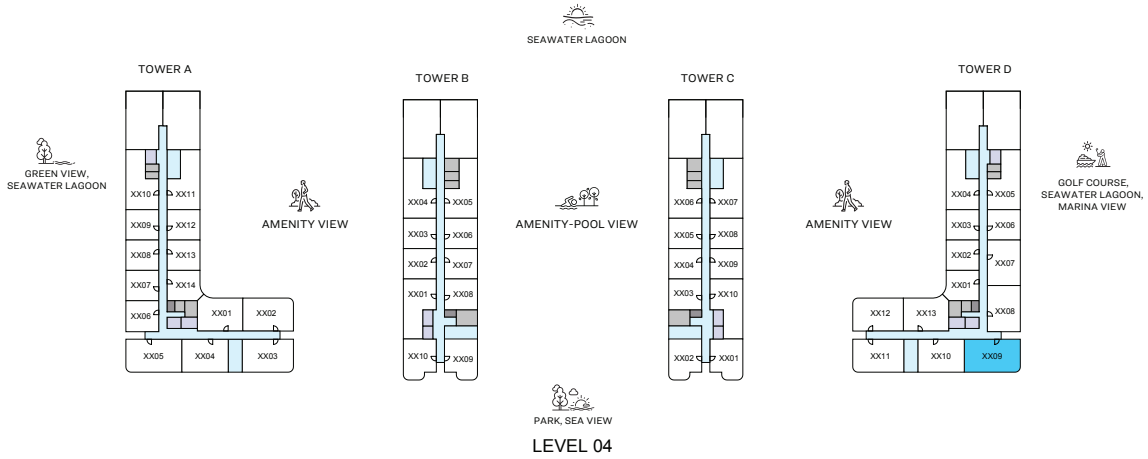 SEAWATER LAGOON
TOWER A
TOWER B
TOWER C
TOWER D
GREEN VIEW,
SEAWATER LAGOON
AMENITY VIEW
AMENITY-POOL VIEW
AMENITY VIEW
GOLF COURSE,
SEAWATER LAGOON,
MARINA VIEW
XX10 XX11
XX09 XX12
XX08 XX13
XX07 XX14
XX06 XX01 XX02
XX05 XX04 XX03
XX04 XX05
XX03 XX06
XX02 XX07
XX01 XX08
XX10 XX09
XX06 XX07
XX05 XX08
XX04 XX09
XX03 XX10
XX02 XX01
XX04 XX05
XX03 XX06
XX02 XX07
XX01
XX12 XX13 XX08
XX11 XX10 XX09
PARK, SEA VIEW
LEVEL 04